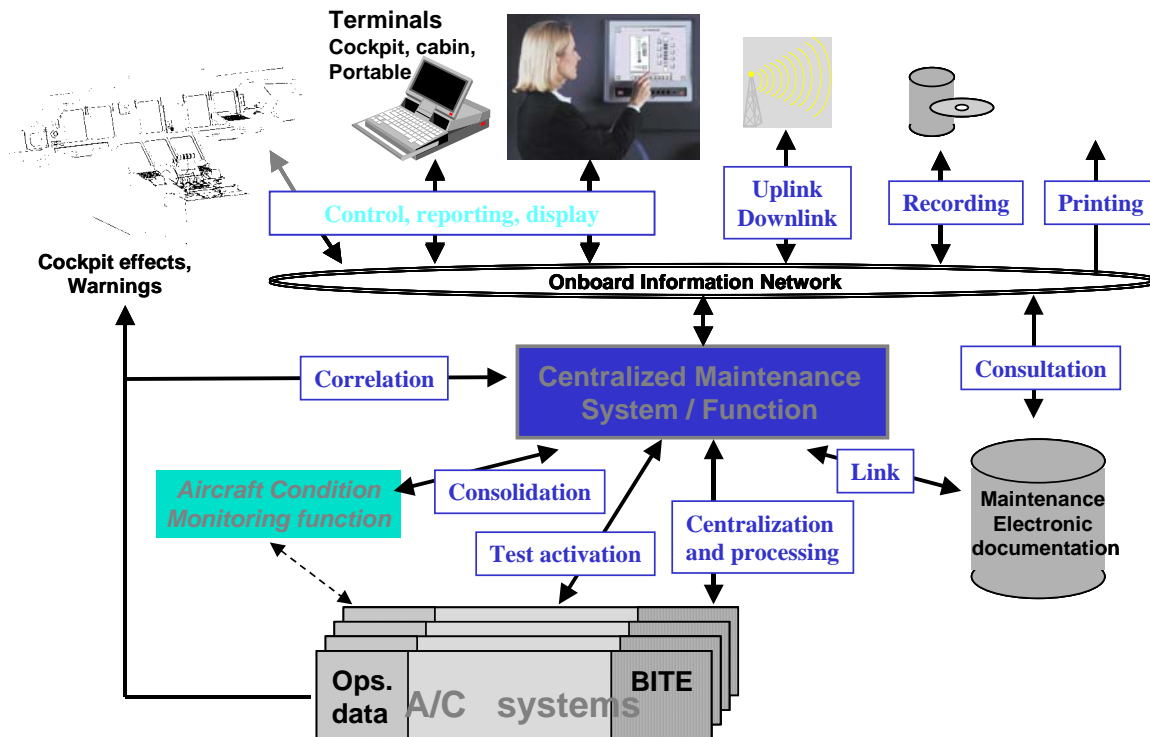 Terminals
Cockpit, cabin,
Portable
Control, reporting, display
Uplink
Downlink
Recording
Printing
Cockpit effects,
Warnings
Onboard Information Network
Correlation
Centralized Maintenance
System / Function
Consultation
Aircraft Condition
Monitoring function
Consolidation
Link
Test activation
Centralization
and processing
Maintenance
Electronic
documentation
Ops.
data
A/C systems
BITE